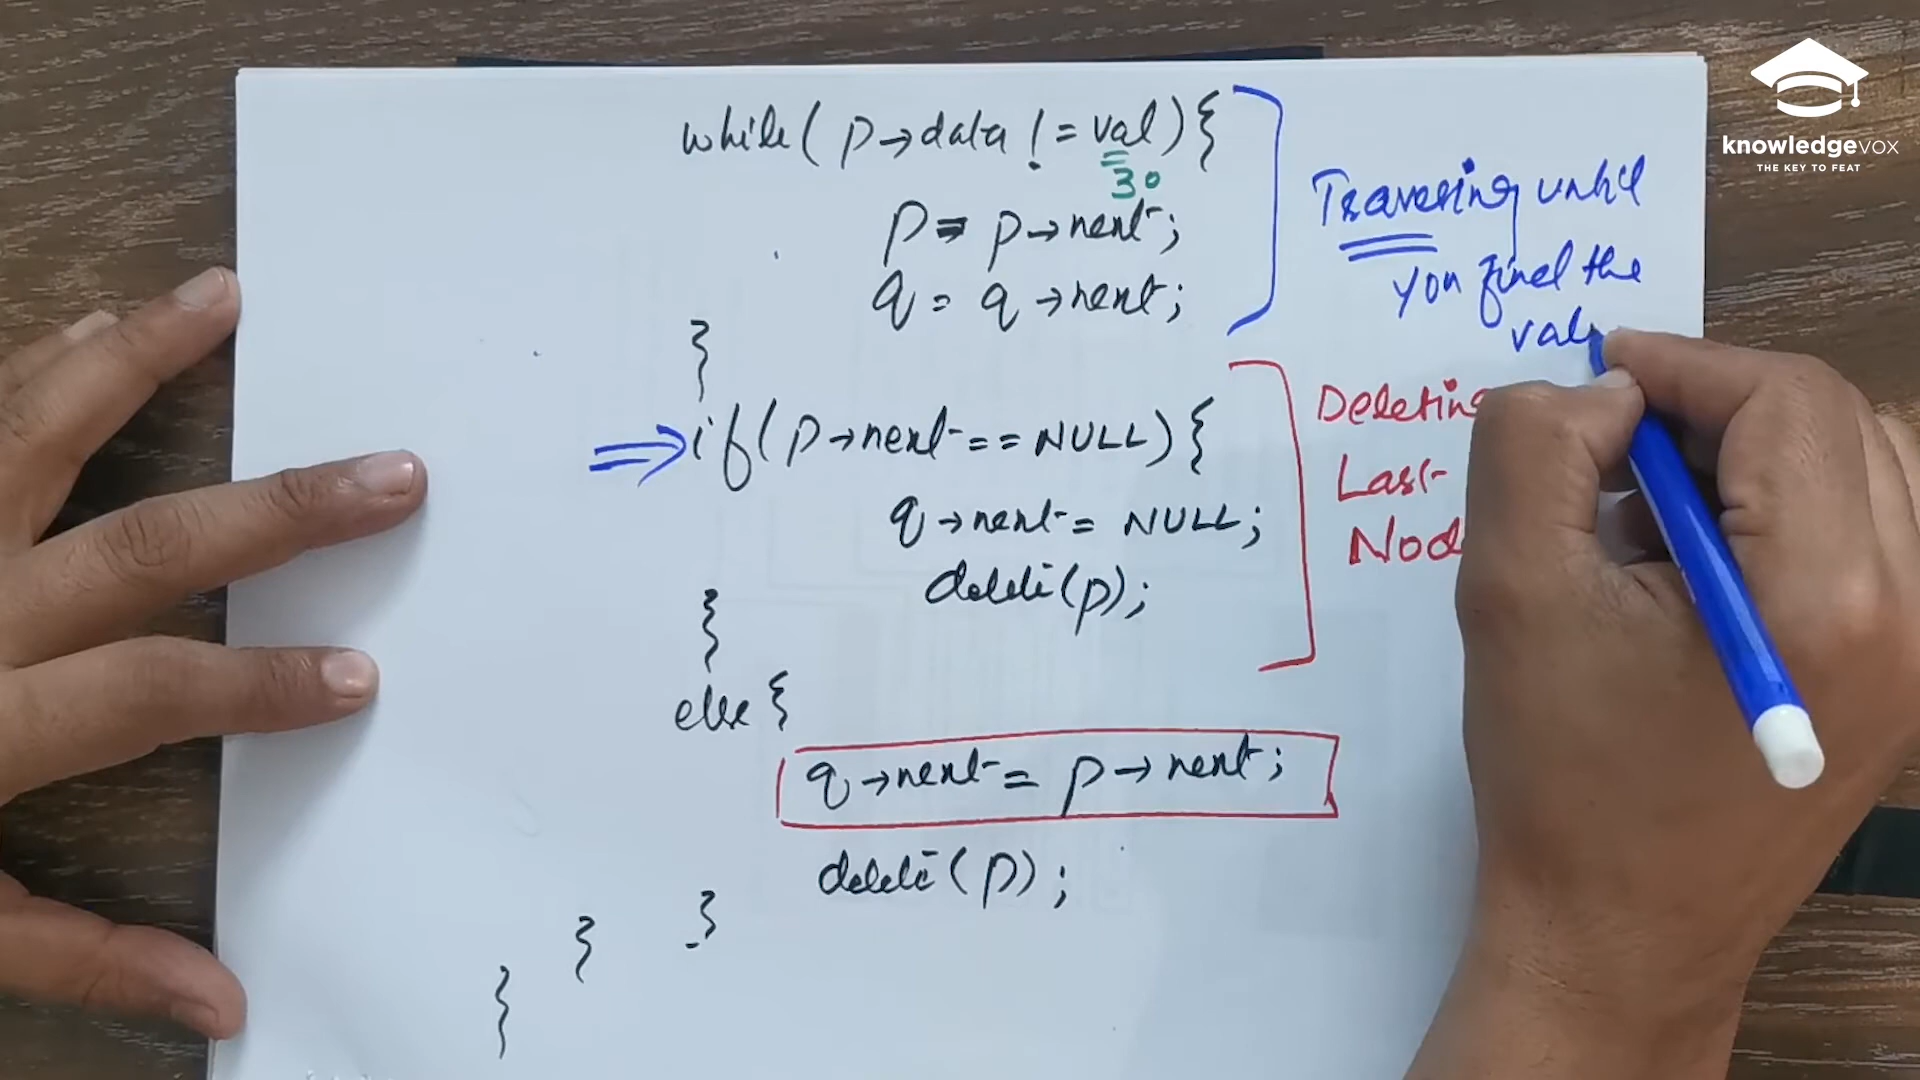 while(p→data != val){
30
p = p→next;
q = q→next;
}
Traversing until
you find the
val
if(p→next == NULL){
q→next = NULL;
delete(p);
}
Deleting
Last
Nod
else{
q→next = p→next;
delete(p);
}
}
}
knowledgevox
THE KEY TO FEAT